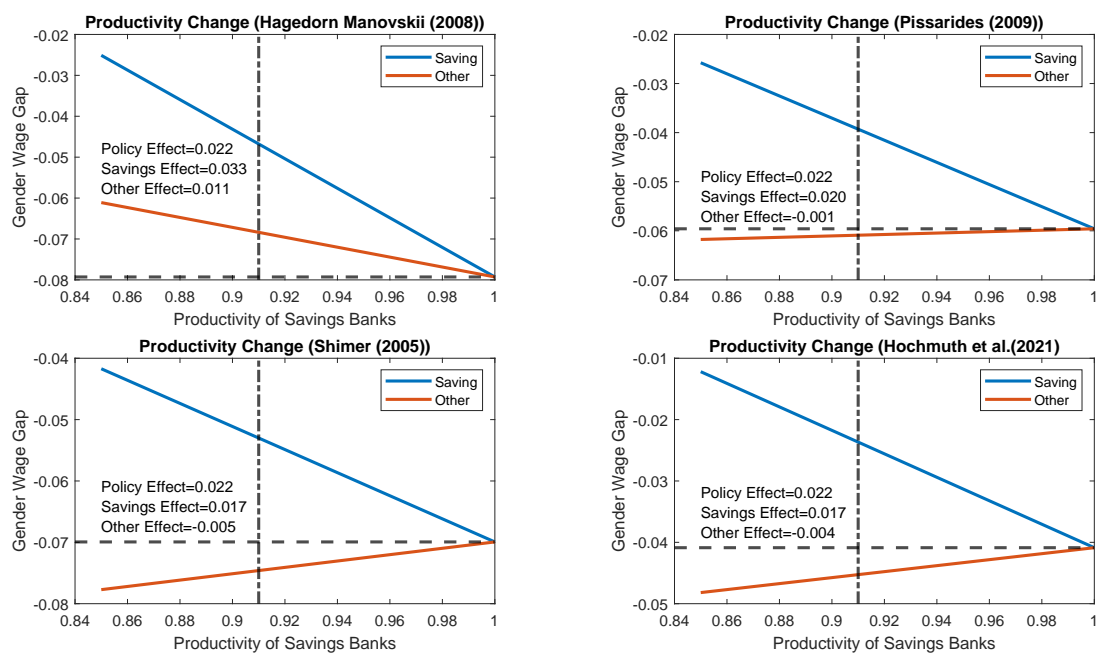 Productivity Change (Hagedorn Manovskii (2008))
-0.02
-0.03
-0.04
-0.05
-0.06
-0.07
-0.08
Gender Wage Gap
Saving
Other
Policy Effect=0.022
Savings Effect=0.033
Other Effect=0.011
0.84 0.86 0.88 0.9 0.92 0.94 0.96 0.98 1
Productivity of Savings Banks
Productivity Change (Pissarides (2009))
-0.02
-0.03
-0.04
-0.05
-0.06
-0.07
Gender Wage Gap
Saving
Other
Policy Effect=0.022
Savings Effect=0.020
Other Effect=-0.001
0.84 0.86 0.88 0.9 0.92 0.94 0.96 0.98 1
Productivity of Savings Banks
Productivity Change (Shimer (2005))
-0.04
-0.05
-0.06
-0.07
-0.08
Gender Wage Gap
Saving
Other
Policy Effect=0.022
Savings Effect=0.017
Other Effect=-0.005
0.84 0.86 0.88 0.9 0.92 0.94 0.96 0.98 1
Productivity of Savings Banks
Productivity Change (Hochmuth et al.(2021)
-0.01
-0.02
-0.03
-0.04
-0.05
Gender Wage Gap
Saving
Other
Policy Effect=0.022
Savings Effect=0.017
Other Effect=-0.004
0.84 0.86 0.88 0.9 0.92 0.94 0.96 0.98 1
Productivity of Savings Banks